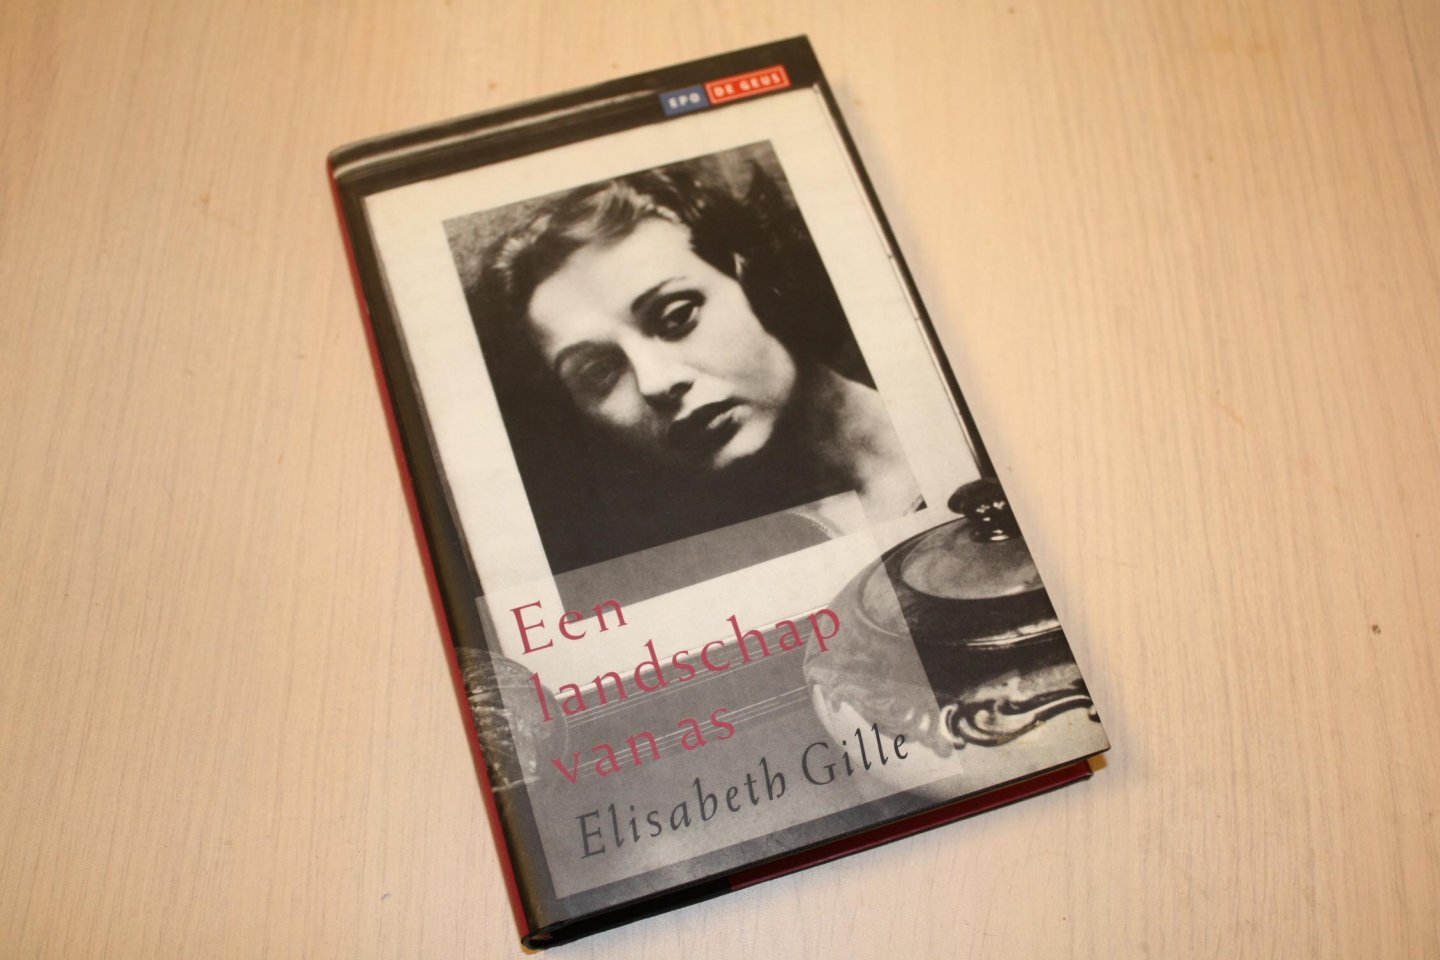 EPO DE GEUS
Een
landschap
van as
Elisabeth Gille